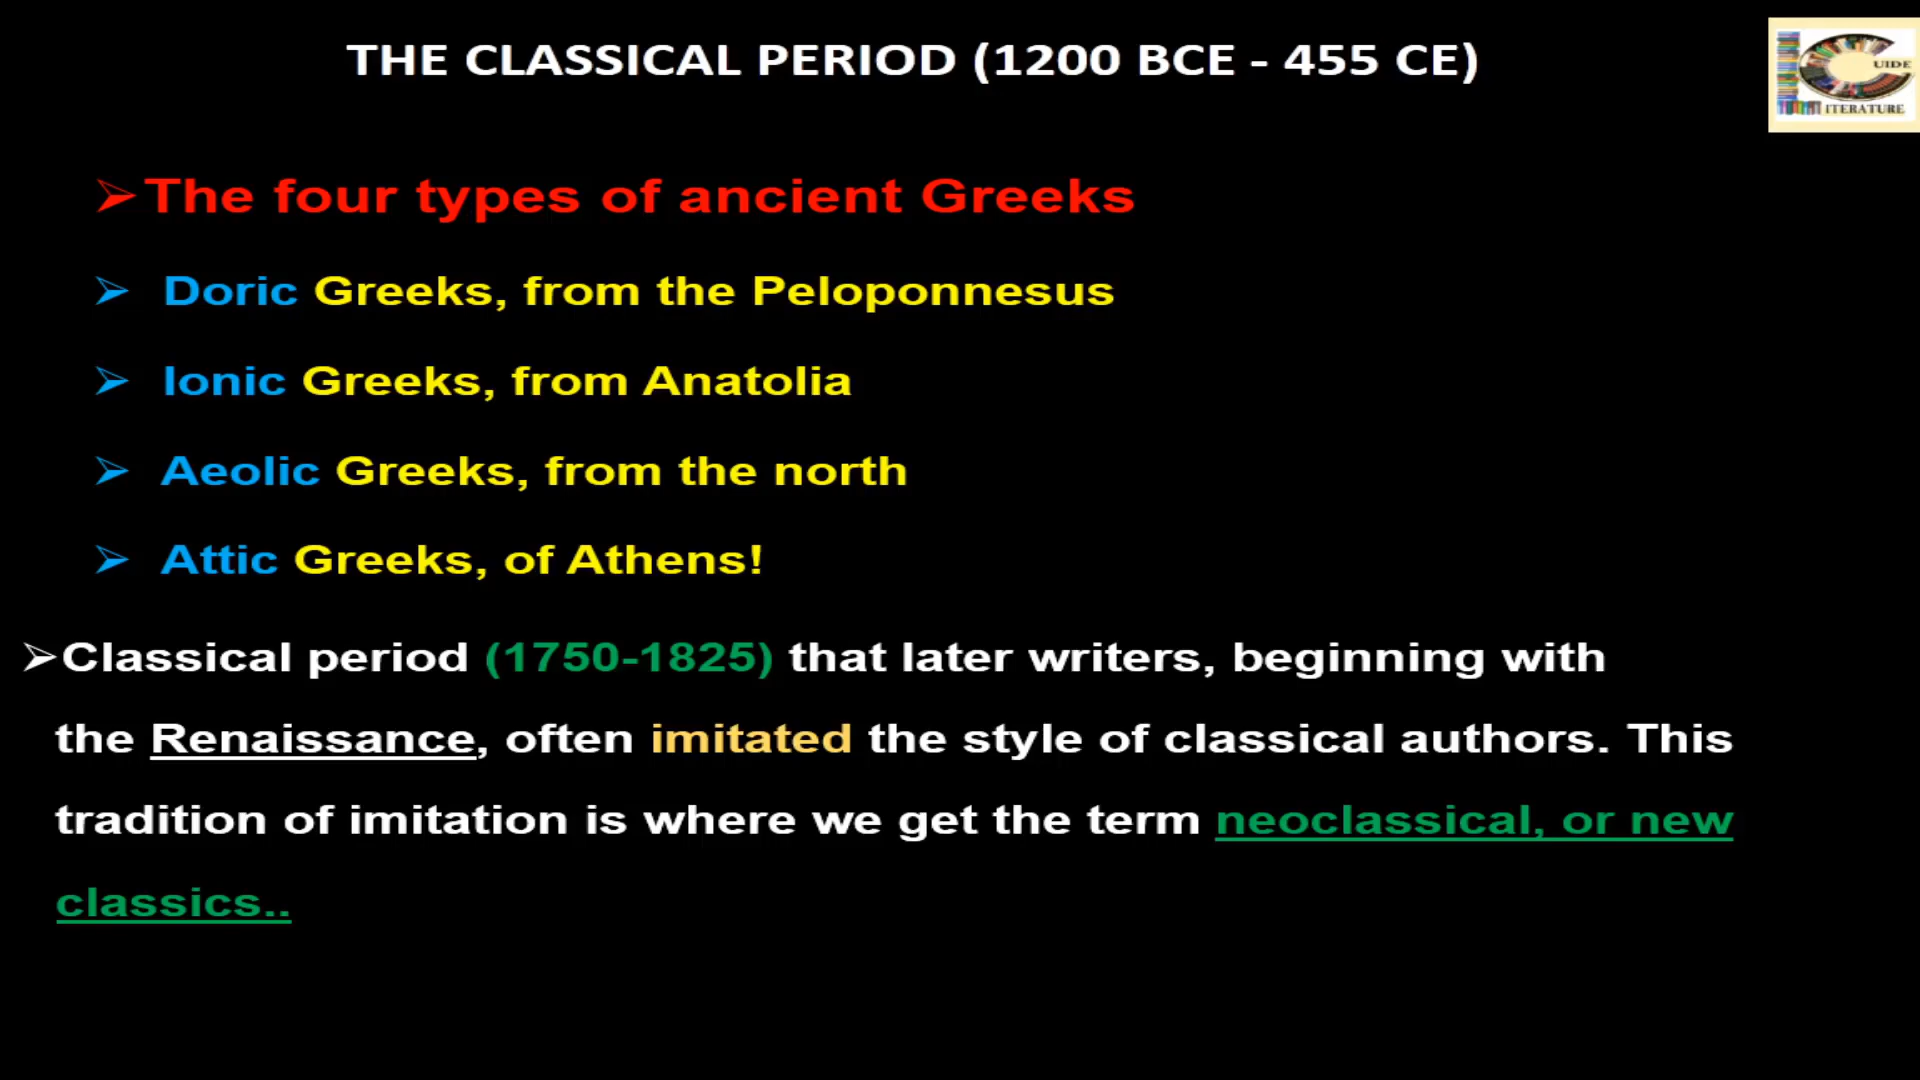 THE CLASSICAL PERIOD (1200 BCE - 455 CE)
UIDE
ITERATURE
➢The four types of ancient Greeks
➢ Doric Greeks, from the Peloponnesus
➢ Ionic Greeks, from Anatolia
➢ Aeolic Greeks, from the north
➢ Attic Greeks, of Athens!
➢Classical period (1750-1825) that later writers, beginning with
the Renaissance, often imitated the style of classical authors. This
tradition of imitation is where we get the term neoclassical, or new
classics..